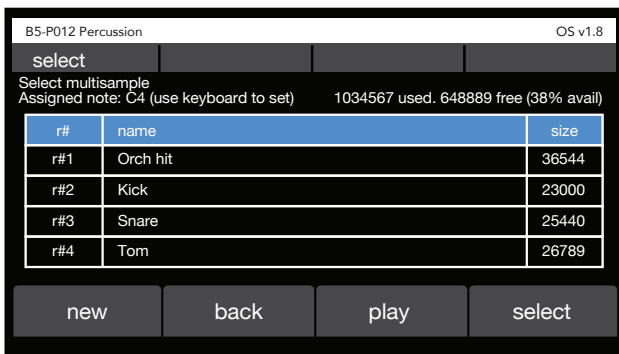 B5-P012 Percussion OS v1.8
select
Select multisample
Assigned note: C4 (use keyboard to set) 1034567 used. 648889 free (38% avail)
r# name size
r#1 Orch hit 36544
r#2 Kick 23000
r#3 Snare 25440
r#4 Tom 26789
new back play select